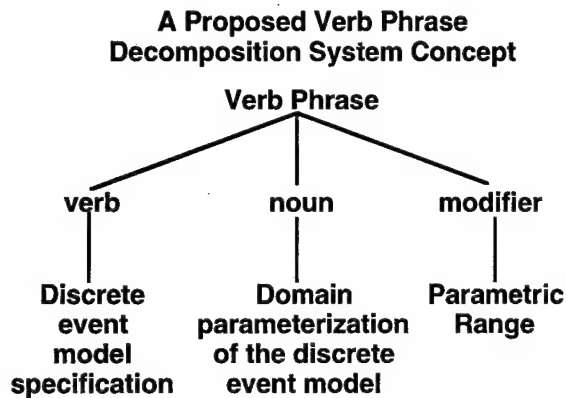 A Proposed Verb Phrase
Decomposition System Concept
Verb Phrase
verb
noun
modifier
Discrete
event
model
specification
Domain
parameterization
of the discrete
event model
Parametric
Range